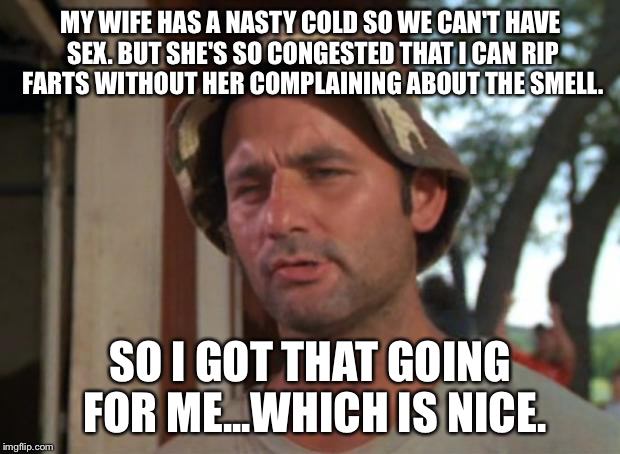 MY WIFE HAS A NASTY COLD SO WE CAN'T HAVE
SEX. BUT SHE'S SO CONGESTED THAT I CAN RIP
FARTS WITHOUT HER COMPLAINING ABOUT THE SMELL.
SO I GOT THAT GOING
FOR ME...WHICH IS NICE.
imgflip.com